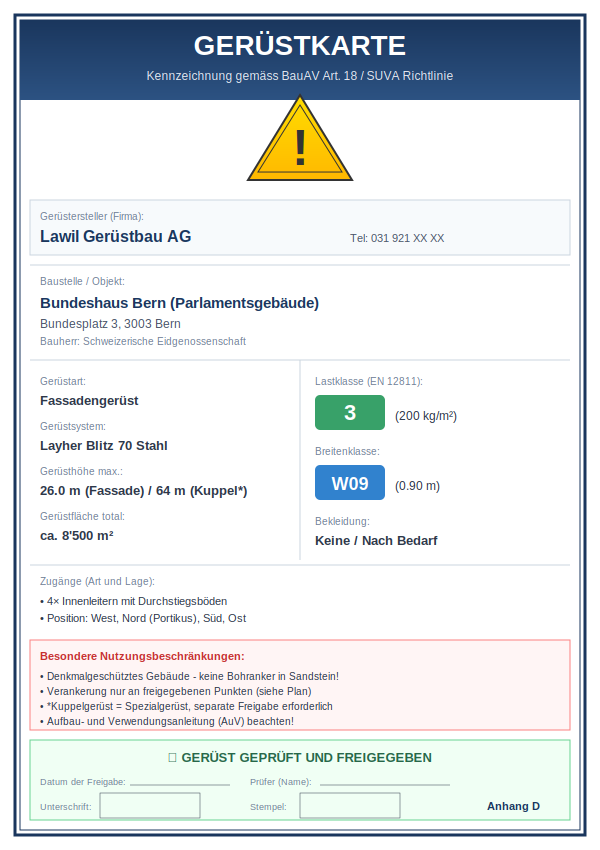 GERÜSTKARTE
Kennzeichnung gemäss BauAV Art. 18 / SUVA Richtlinie
!
Gerüstersteller (Firma):
Lawil Gerüstbau AG
Tel: 031 921 XX XX
Baustelle / Objekt:
Bundeshaus Bern (Parlamentsgebäude)
Bundesplatz 3, 3003 Bern
Bauherr: Schweizerische Eidgenossenschaft
Gerüstart:
Fassadengerüst
Gerüstsystem:
Layher Blitz 70 Stahl
Gerüsthöhe max.:
26.0 m (Fassade) / 64 m (Kuppel*)
Gerüstfläche total:
ca. 8'500 m²
Lastklasse (EN 12811):
3 (200 kg/m²)
Breitenklasse:
W09 (0.90 m)
Bekleidung:
Keine / Nach Bedarf
Zugänge (Art und Lage):
• 4× Innenleitern mit Durchstiegsböden
• Position: West, Nord (Portikus), Süd, Ost
Besondere Nutzungsbeschränkungen:
• Denkmalgeschütztes Gebäude - keine Bohranker in Sandstein!
• Verankerung nur an freigegebenen Punkten (siehe Plan)
• *Kuppelgerüst = Spezialgerüst, separate Freigabe erforderlich
• Aufbau- und Verwendungsanleitung (AuV) beachten!
GERÜST GEPRÜFT UND FREIGEGEBEN
Datum der Freigabe:
Prüfer (Name):
Unterschrift:
Stempel:
Anhang D